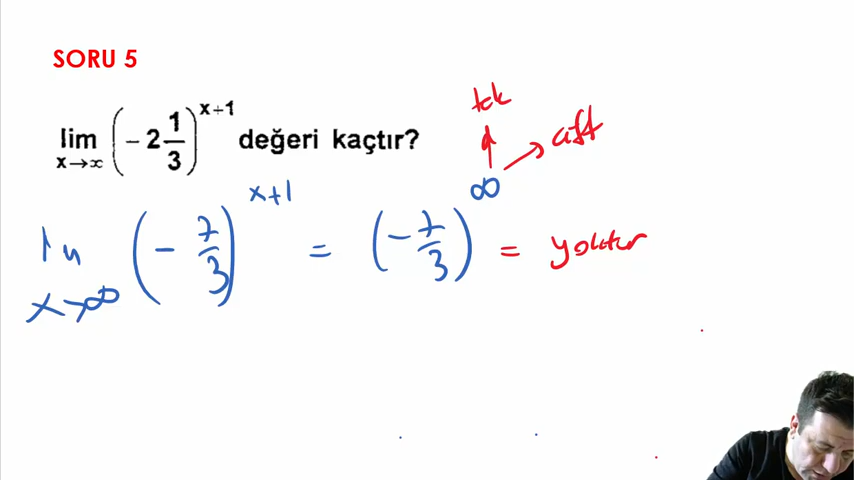 SORU 5
lim x→∞ (-2 1/3)^x+1 değeri kaçtır?
tek
çift
lim x→∞ (-7/3)^x+1 = (-7/3)^∞ = yoktur